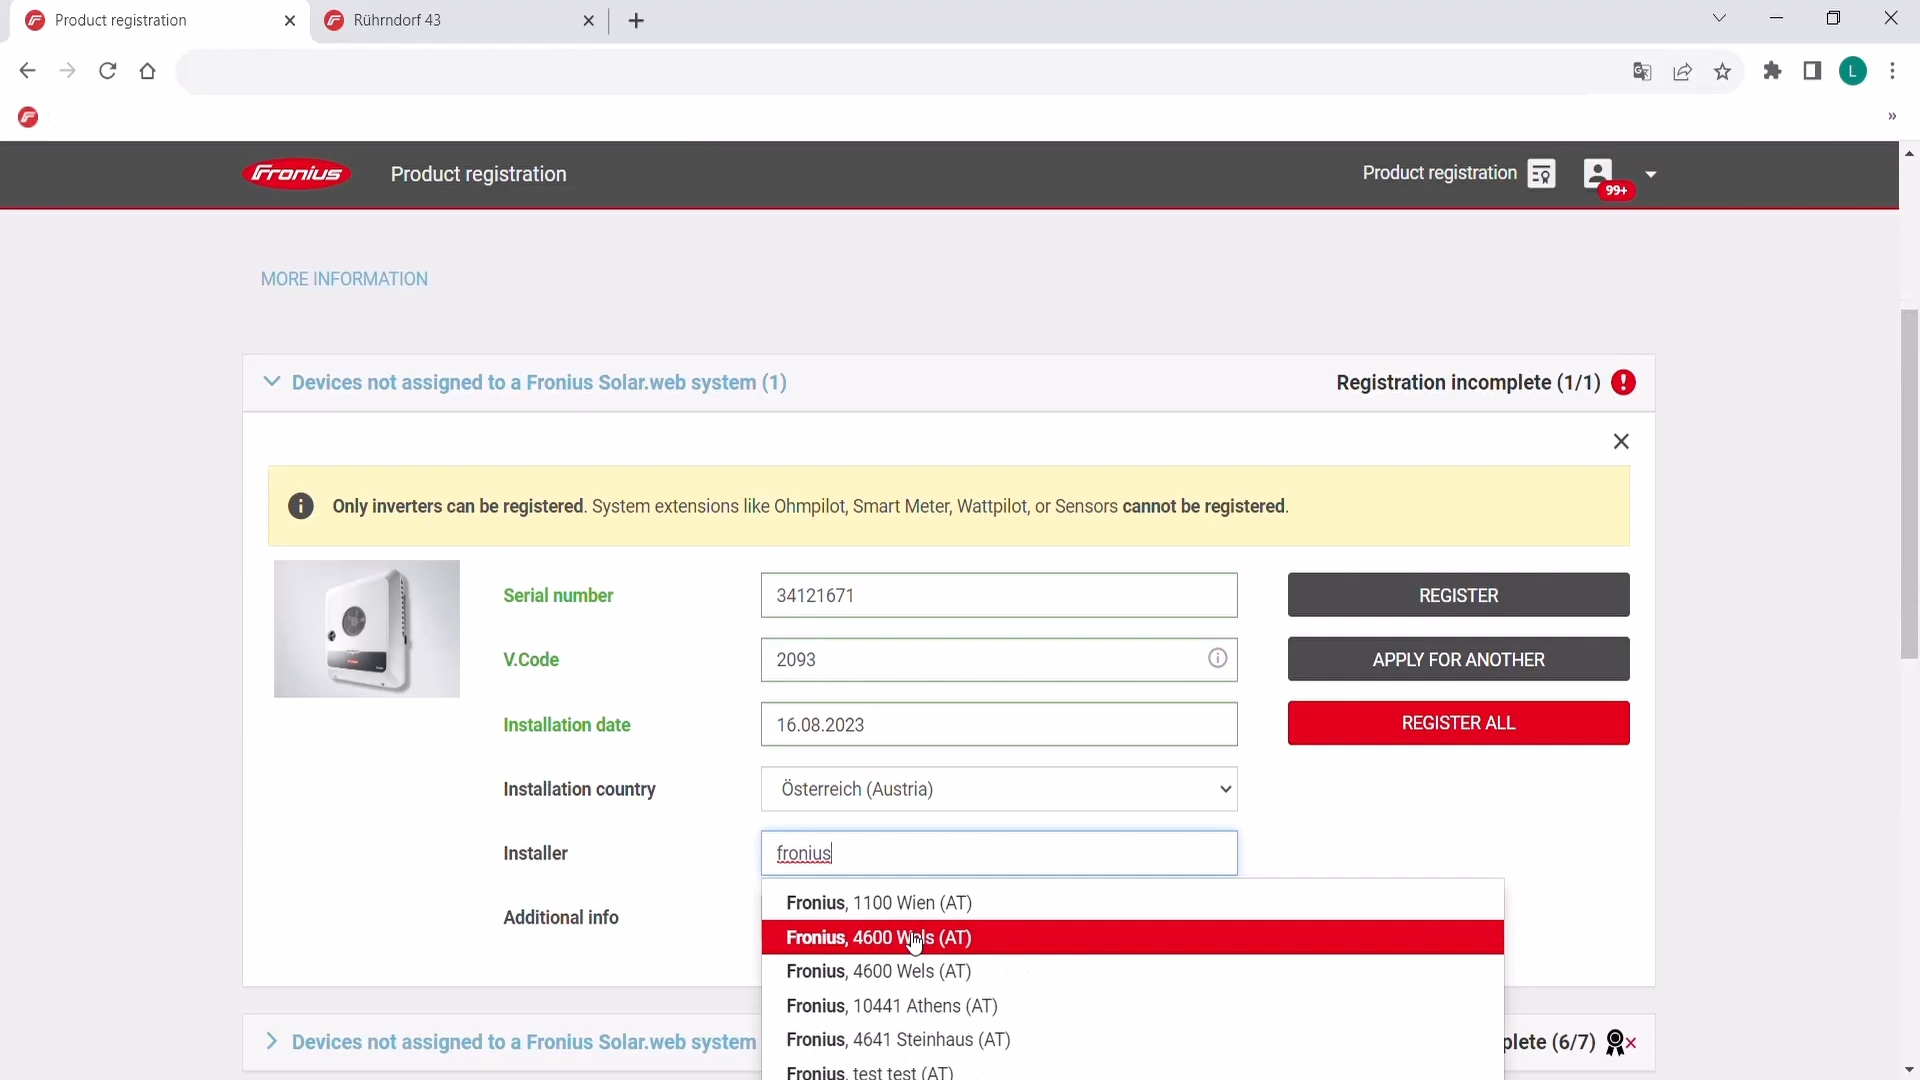 Product registration
Rührndorf 43
L
Fronius
Product registration
Product registration
99+
MORE INFORMATION
Devices not assigned to a Fronius Solar.web system (1)
Registration incomplete (1/1)
Only inverters can be registered. System extensions like Ohmpilot, Smart Meter, Wattpilot, or Sensors cannot be registered.
Serial number
34121671
REGISTER
V.Code
2093
APPLY FOR ANOTHER
Installation date
16.08.2023
REGISTER ALL
Installation country
Österreich (Austria)
Installer
fronius
Additional info
Fronius, 1100 Wien (AT)
Fronius, 4600 Wels (AT)
Fronius, 4600 Wels (AT)
Fronius, 10441 Athens (AT)
Fronius, 4641 Steinhaus (AT)
Fronius, test test (AT)
Devices not assigned to a Fronius Solar.web system
plete (6/7)